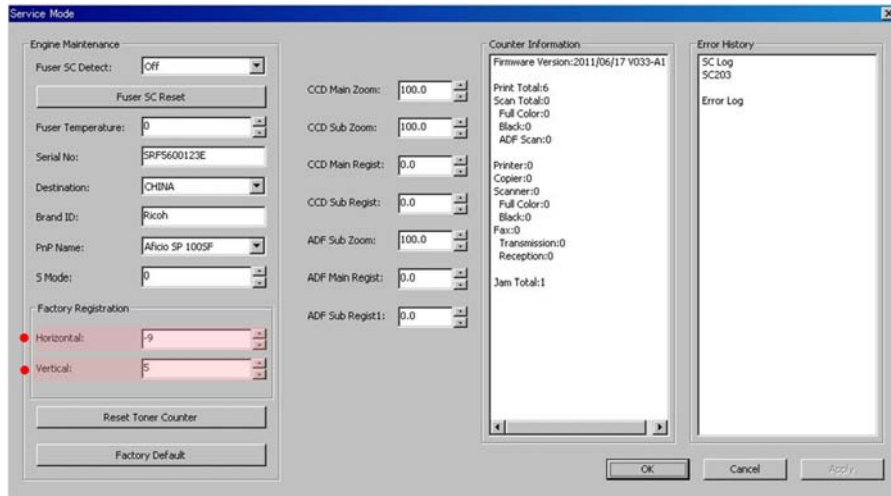 Service Mode
Engine Maintenance
Fuser SC Detect: Off
Fuser SC Reset
Fuser Temperature: 0
Serial No: SRF5600123E
Destination: CHINA
Brand ID: Ricoh
PnP Name: Aficio SP 100SF
S Mode: 0
Factory Registration
Horizontal: -9
Vertical: 5
Reset Toner Counter
Factory Default
CCD Main Zoom: 100.0
CCD Sub Zoom: 100.0
CCD Main Regist: 0.0
CCD Sub Regist: 0.0
ADF Sub Zoom: 100.0
ADF Main Regist: 0.0
ADF Sub Regist1: 0.0
Counter Information
Firmware Version:2011/06/17 V033-A1
Print Total:6
Scan Total:0
Full Color:0
Black:0
ADF Scan:0
Printer:0
Copier:0
Scanner:0
Full Color:0
Black:0
Fax:0
Transmission:0
Reception:0
Jam Total:1
Error History
SC Log
SC203
Error Log
OK
Cancel
Apply